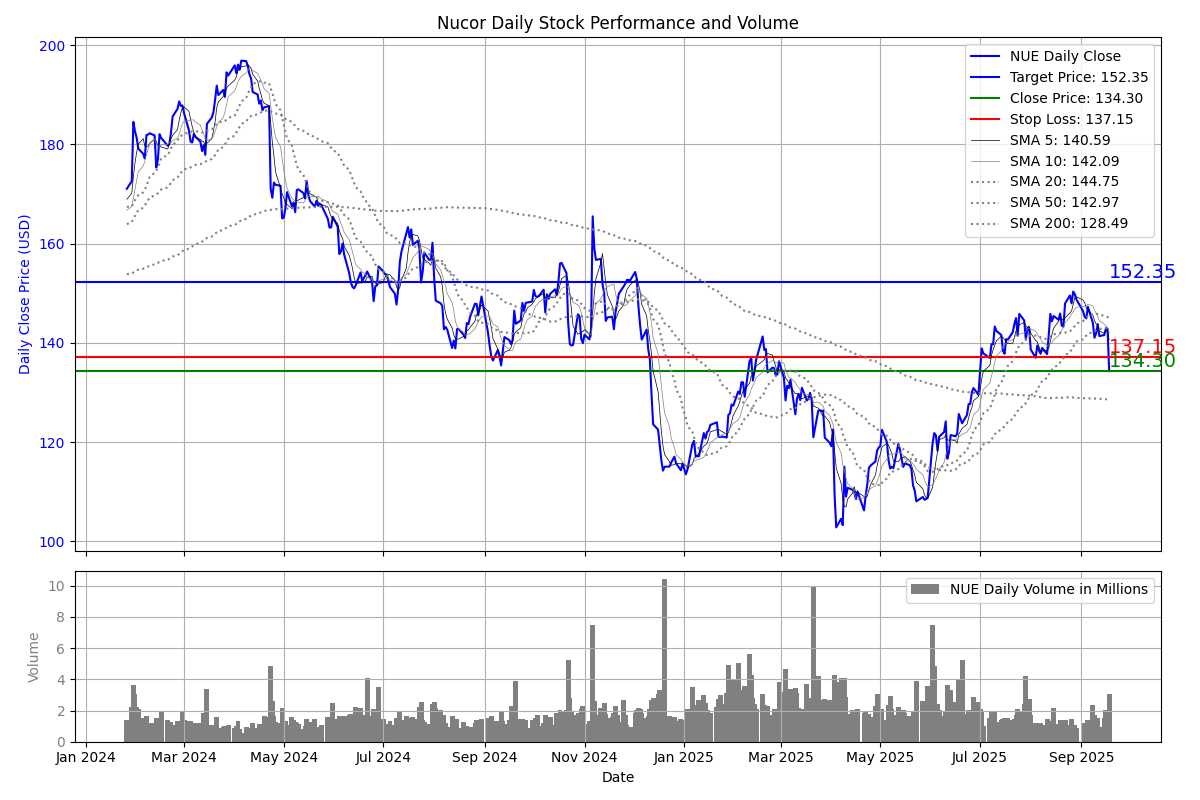 Nucor Daily Stock Performance and Volume
Daily Close Price (USD)
200
180
160
140
120
100
NUE Daily Close
Target Price: 152.35
Close Price: 134.30
Stop Loss: 137.15
SMA 5: 140.59
SMA 10: 142.09
SMA 20: 144.75
SMA 50: 142.97
SMA 200: 128.49
152.35
137.15
134.30
Volume
10
8
6
4
2
0
NUE Daily Volume in Millions
Jan 2024 Mar 2024 May 2024 Jul 2024 Sep 2024 Nov 2024 Jan 2025 Mar 2025 May 2025 Jul 2025 Sep 2025
Date